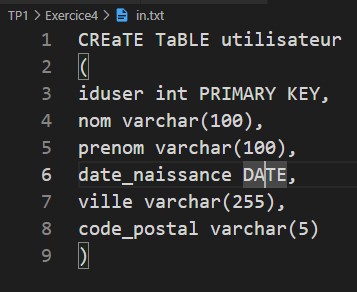 TP1 > Exercice4 > in.txt
1 CREaTE TaBLE utilisateur
2 (
3 iduser int PRIMARY KEY,
4 nom varchar(100),
5 prenom varchar(100),
6 date_naissance DATE,
7 ville varchar(255),
8 code_postal varchar(5)
9 )